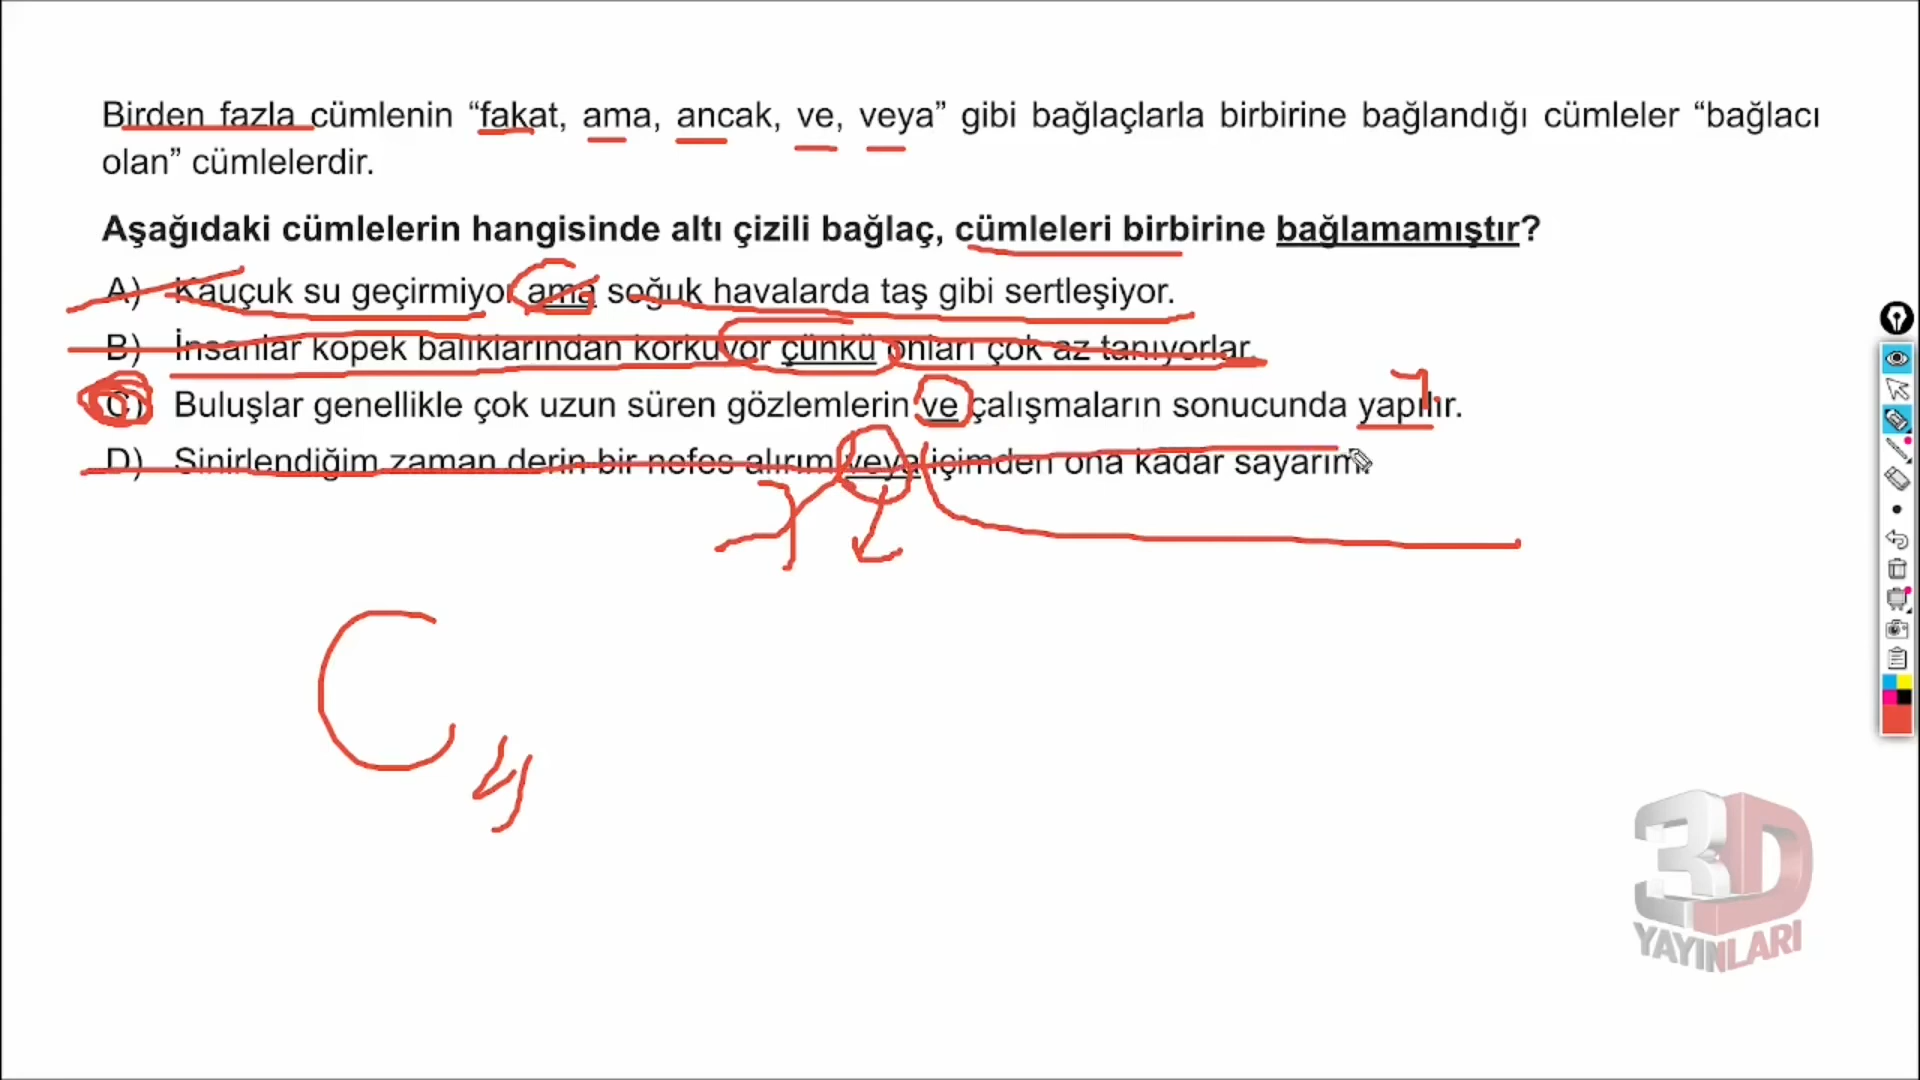 Birden fazla cümlenin “fakat, ama, ancak, ve, veya” gibi bağlaçlarla birbirine bağlandığı cümleler “bağlacı
olan” cümlelerdir.
Aşağıdaki cümlelerin hangisinde altı çizili bağlaç, cümleleri birbirine bağlamamıştır?
A) Kauçuk su geçirmiyor ama soğuk havalarda taş gibi sertleşiyor.
B) İnsanlar köpek balıklarından korkuyor çünkü onları çok az tanıyorlar.
C) Buluşlar genellikle çok uzun süren gözlemlerin ve çalışmaların sonucunda yapılır.
D) Sinirlendiğim zaman derin bir nefes alırım veya içimden ona kadar sayarım.
C
3D
YAYINLARI